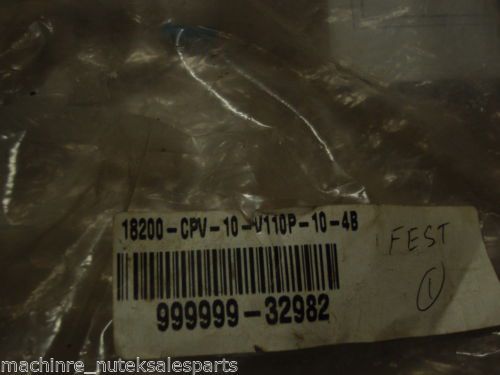 18200-CPV-10-V110P-10-4B
FEST
1
999999-32982
machinre_nuteksalesparts